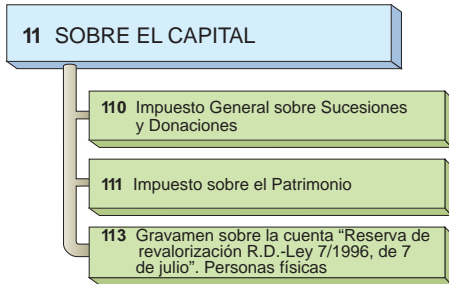 11 SOBRE EL CAPITAL
110 Impuesto General sobre Sucesiones
y Donaciones
111 Impuesto sobre el Patrimonio
113 Gravamen sobre la cuenta “Reserva de
revalorización R.D.-Ley 7/1996, de 7
de julio”. Personas físicas